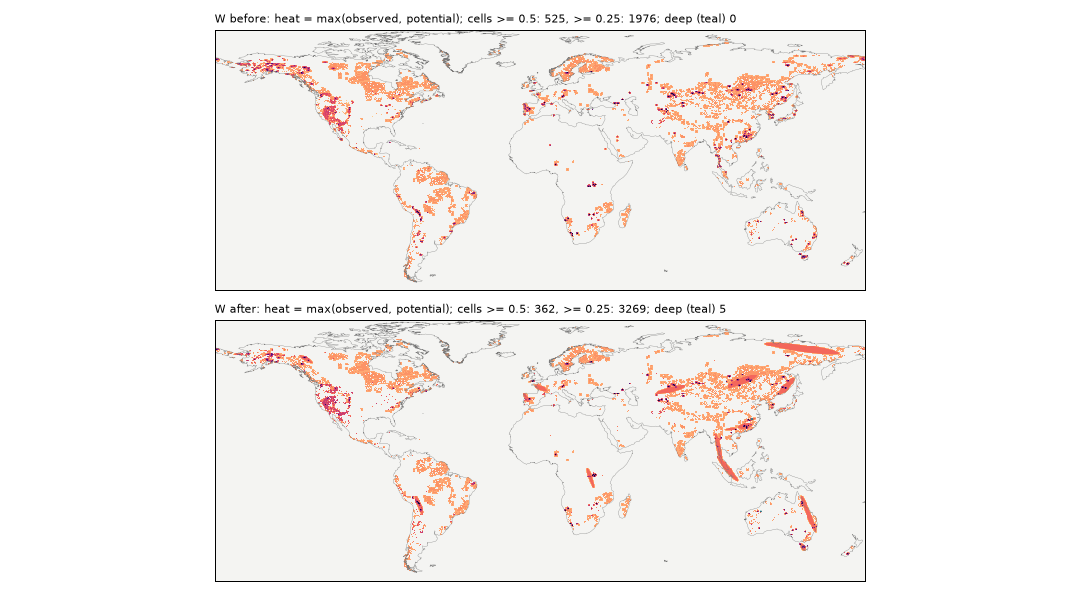 W before: heat = max(observed, potential); cells >= 0.5: 525, >= 0.25: 1976; deep (teal) 0
W after: heat = max(observed, potential); cells >= 0.5: 362, >= 0.25: 3269; deep (teal) 5